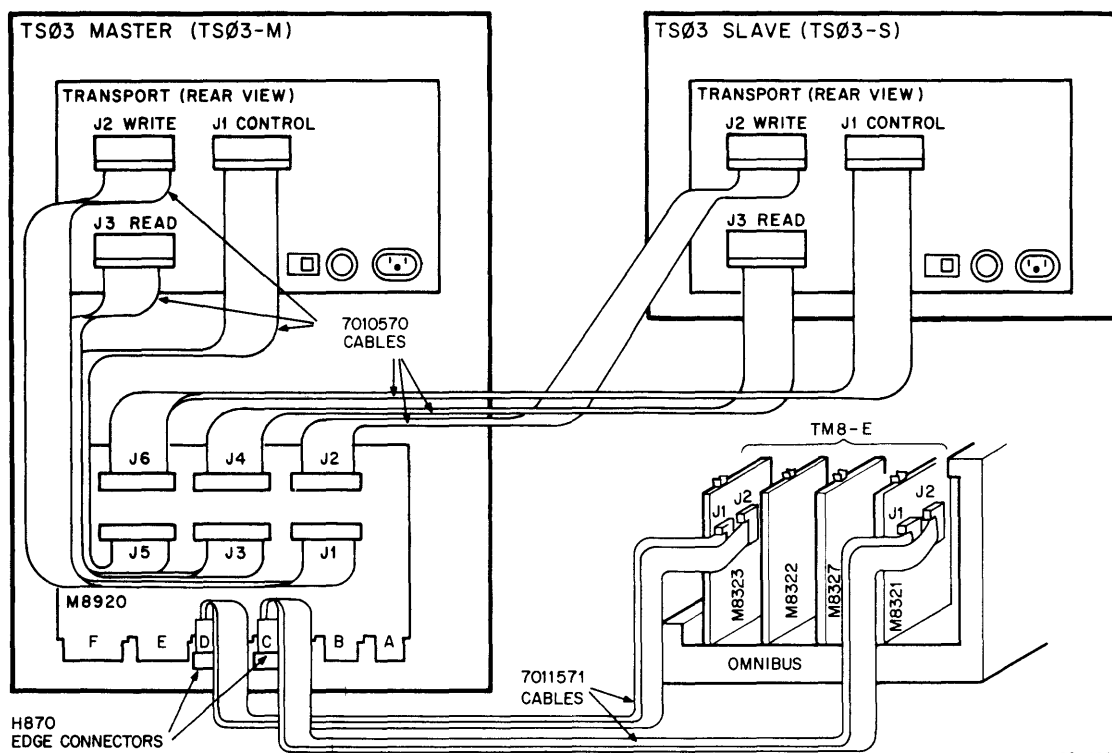 TSØ3 MASTER (TSØ3-M)
TRANSPORT (REAR VIEW)
J2 WRITE
J1 CONTROL
J3 READ
TSØ3 SLAVE (TSØ3-S)
TRANSPORT (REAR VIEW)
J2 WRITE
J1 CONTROL
J3 READ
7010570
CABLES
J6
J4
J2
J5
J3
J1
M8920
F
E
D
C
B
A
H870
EDGE CONNECTORS
TM8-E
J1
J2
J1
J2
M8323
M8322
M8327
M8321
OMNIBUS
7011571
CABLES